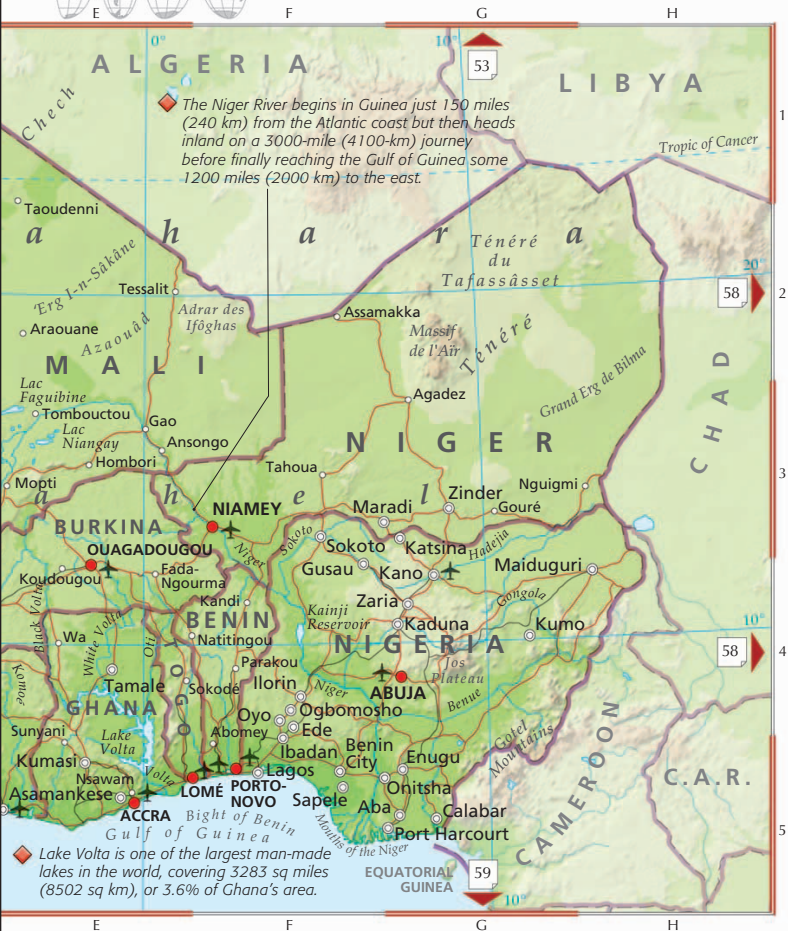 E F G H
0° 10°
ALGERIA
53
LIBYA
Chech
The Niger River begins in Guinea just 150 miles
(240 km) from the Atlantic coast but then heads
inland on a 3000-mile (4100-km) journey
before finally reaching the Gulf of Guinea some
1200 miles (2000 km) to the east.
1
Tropic of Cancer
Taoudenni
a h a r a
Ténéré
du
Tafassâsset
20°
'Erg I-n-Sâkâne
Tessalit
58
2
Adrar des
Ifôghas
Assamakka
Araouane
Azaouâd
Massif
de l'Aïr
Ténéré
MALI
Grand Erg de Bilma
CHAD
Lac
Faguibine
Tombouctou
Agadez
Gao
Lac
Niangay
Ansongo
NIGER
Hombori
Tahoua
3
Mopti
Nguigmi
a h e l
Zinder
Maradi
Gouré
NIAMEY
BURKINA
OUAGADOUGOU
Niger
Sokoto
Sokoto
Katsina
Hadejia
Koudougou
Fada-
Ngourma
Gusau
Kano
Maiduguri
Black Volta
Kandi
Zaria
Gongola
BENIN
Kainji
Reservoir
Kaduna
Kumo
10°
Wa
White Volta
Oti
TOGO
Natitingou
NIGERIA
58
4
Komoé
Parakou
Jos
Plateau
Tamale
Sokodé
Ilorin
Niger
ABUJA
Benue
GHANA
Oyo
Ogbomosho
Gotel
Mountains
Sunyani
Lake
Volta
Abomey
Ede
Ibadan
Benin
City
Enugu
CAMEROON
Kumasi
Nsawam
Volta
Lagos
Onitsha
C.A.R.
Asamankese
LOMÉ
PORTO-
NOVO
Sapele
Aba
ACCRA
Bight of Benin
Calabar
Gulf of Guinea
Port Harcourt
5
Mouths of the Niger
Lake Volta is one of the largest man-made
lakes in the world, covering 3283 sq miles
(8502 sq km), or 3.6% of Ghana's area.
EQUATORIAL
GUINEA
59
10°
E F G H